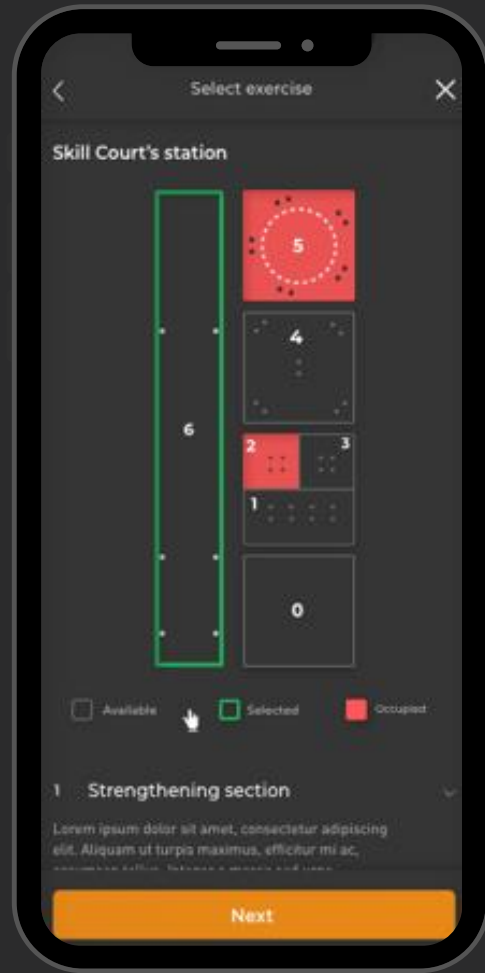 Select exercise
Skill Court's station
5
4
6
2
3
1
0
Available
Selected
Occupied
1 Strengthening section
Lorem ipsum dolor sit amet, consectetur adipiscing
elit. Aliquam ut turpis maximus, efficitur mi ac,
Next